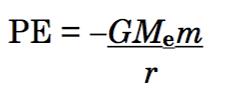 PE = –GMₑm
r